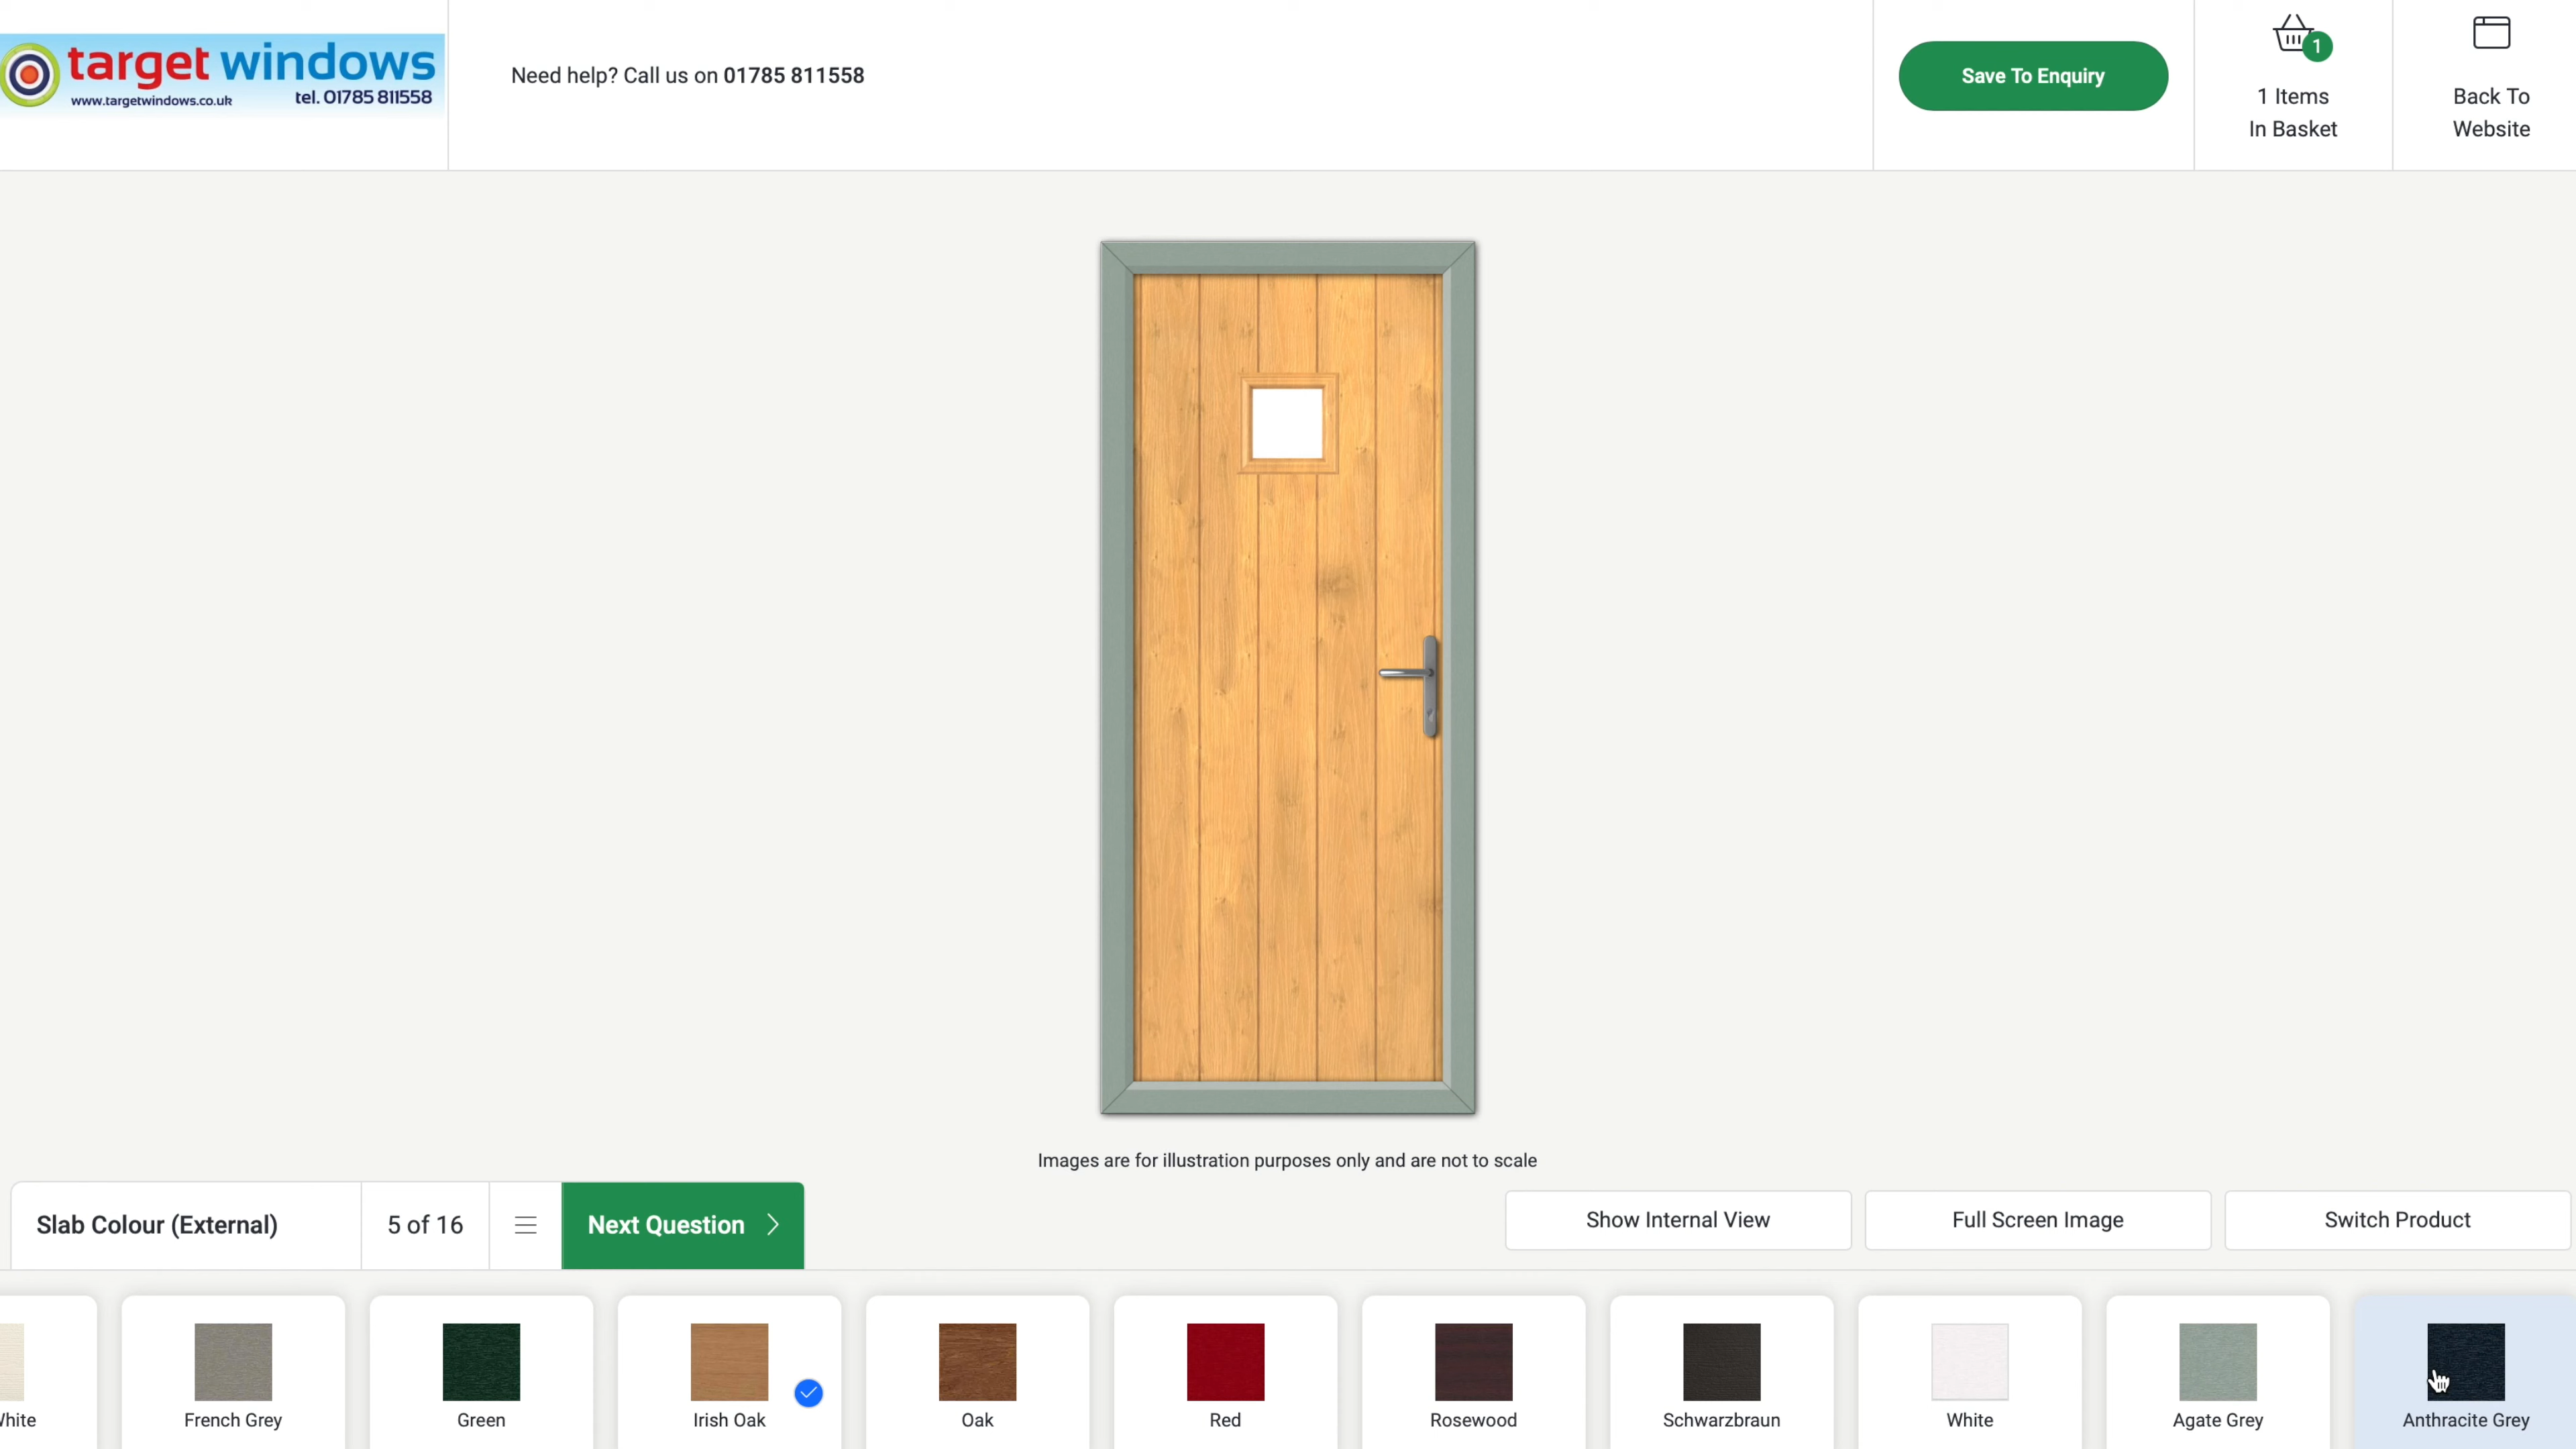 target windows
www.targetwindows.co.uk
tel. 01785 811558
Need help? Call us on 01785 811558
Save To Enquiry
1
1 Items
In Basket
Back To
Website
Images are for illustration purposes only and are not to scale
Slab Colour (External)
5 of 16
Next Question
Show Internal View
Full Screen Image
Switch Product
French Grey
Green
Irish Oak
Oak
Red
Rosewood
Schwarzbraun
White
Agate Grey
Anthracite Grey